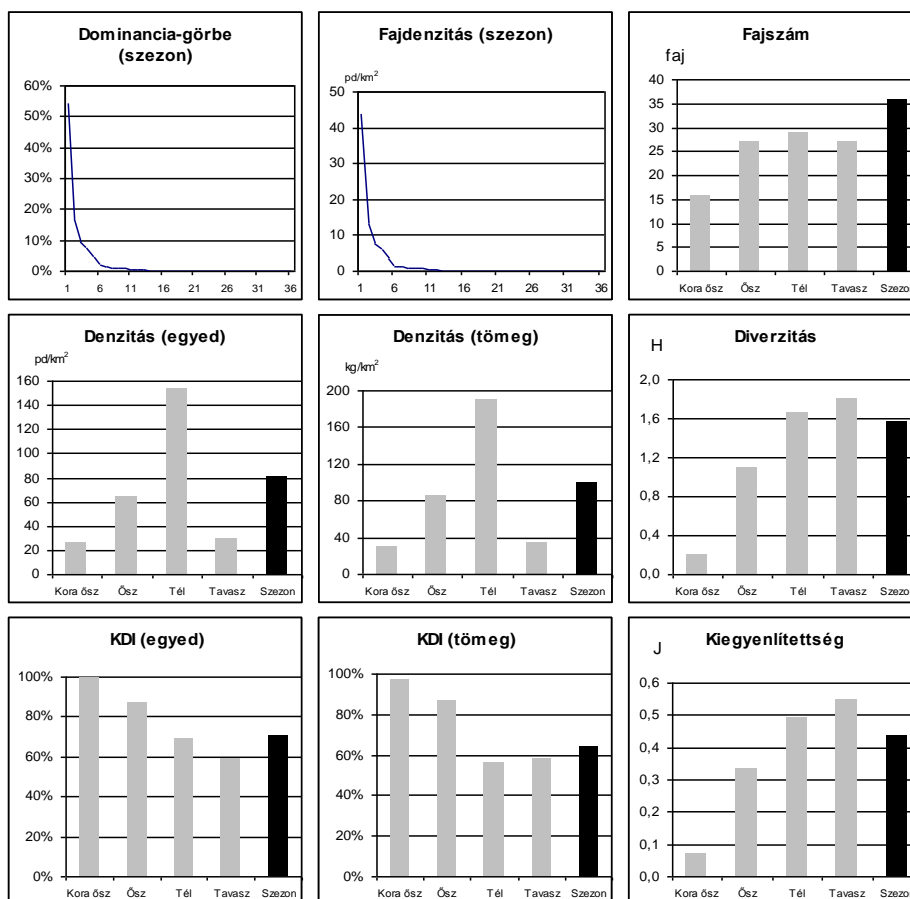 Dominancia-görbe
(szezon)
60%
50%
40%
30%
20%
10%
0%
1 6 11 16 21 26 31 36
Fajdenzitás (szezon)
pd/km²
50
40
30
20
10
0
1 6 11 16 21 26 31 36
Fajszám
faj
40
35
30
25
20
15
10
5
0
Kora ősz Ősz Tél Tavasz Szezon
Denzitás (egyed)
pd/km²
160
140
120
100
80
60
40
20
0
Kora ősz Ősz Tél Tavasz Szezon
Denzitás (tömeg)
kg/km²
200
160
120
80
40
0
Kora ősz Ősz Tél Tavasz Szezon
Diverzitás
H
2,0
1,6
1,2
0,8
0,4
0,0
Kora ősz Ősz Tél Tavasz Szezon
KDI (egyed)
100%
80%
60%
40%
20%
0%
Kora ősz Ősz Tél Tavasz Szezon
KDI (tömeg)
100%
80%
60%
40%
20%
0%
Kora ősz Ősz Tél Tavasz Szezon
Kiegyenlítettség
J
0,6
0,5
0,4
0,3
0,2
0,1
0,0
Kora ősz Ősz Tél Tavasz Szezon